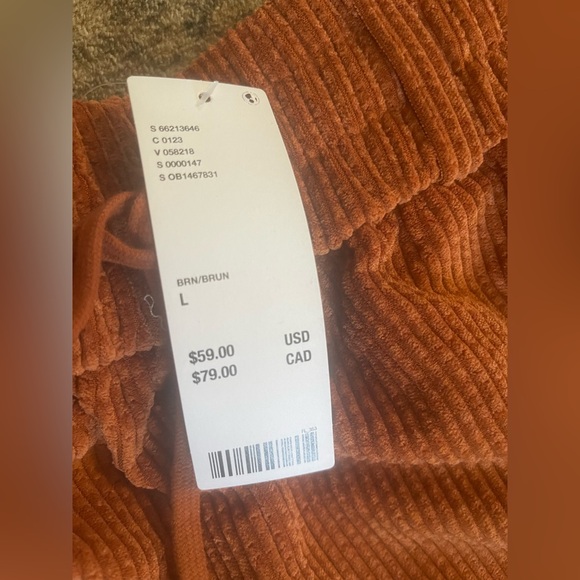 S 66213646
C 0123
V 058218
S 0000147
S OB1467831
BRN/BRUN
L
$59.00 USD
$79.00 CAD